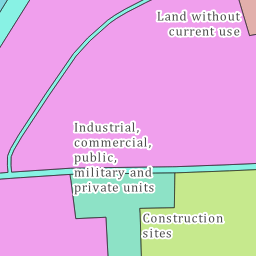 Land without
current use
Industrial,
commercial,
public,
military and
private units
Construction
sites